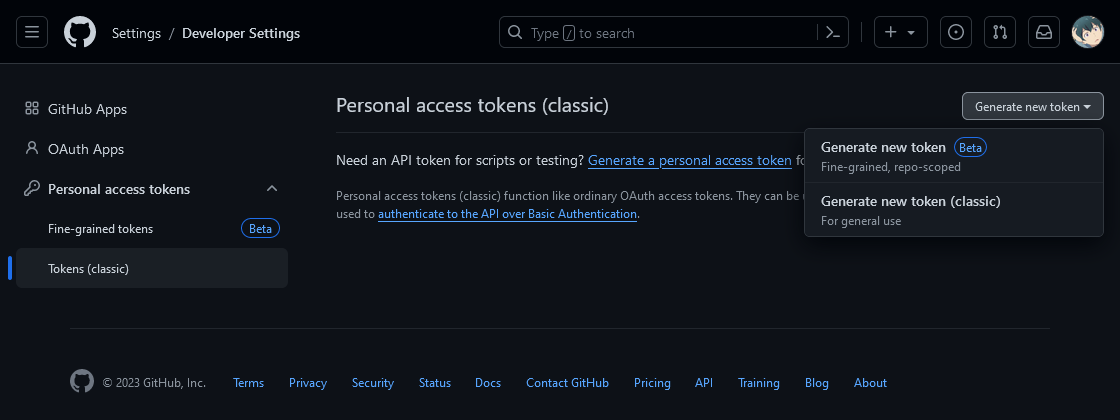 Settings / Developer Settings
Type / to search
GitHub Apps
OAuth Apps
Personal access tokens
Fine-grained tokens Beta
Tokens (classic)
Personal access tokens (classic)
Generate new token
Generate new token Beta
Fine-grained, repo-scoped
Generate new token (classic)
For general use
Need an API token for scripts or testing? Generate a personal access token
Personal access tokens (classic) function like ordinary OAuth access tokens. They can be
used to authenticate to the API over Basic Authentication.
© 2023 GitHub, Inc. Terms Privacy Security Status Docs Contact GitHub Pricing API Training Blog About